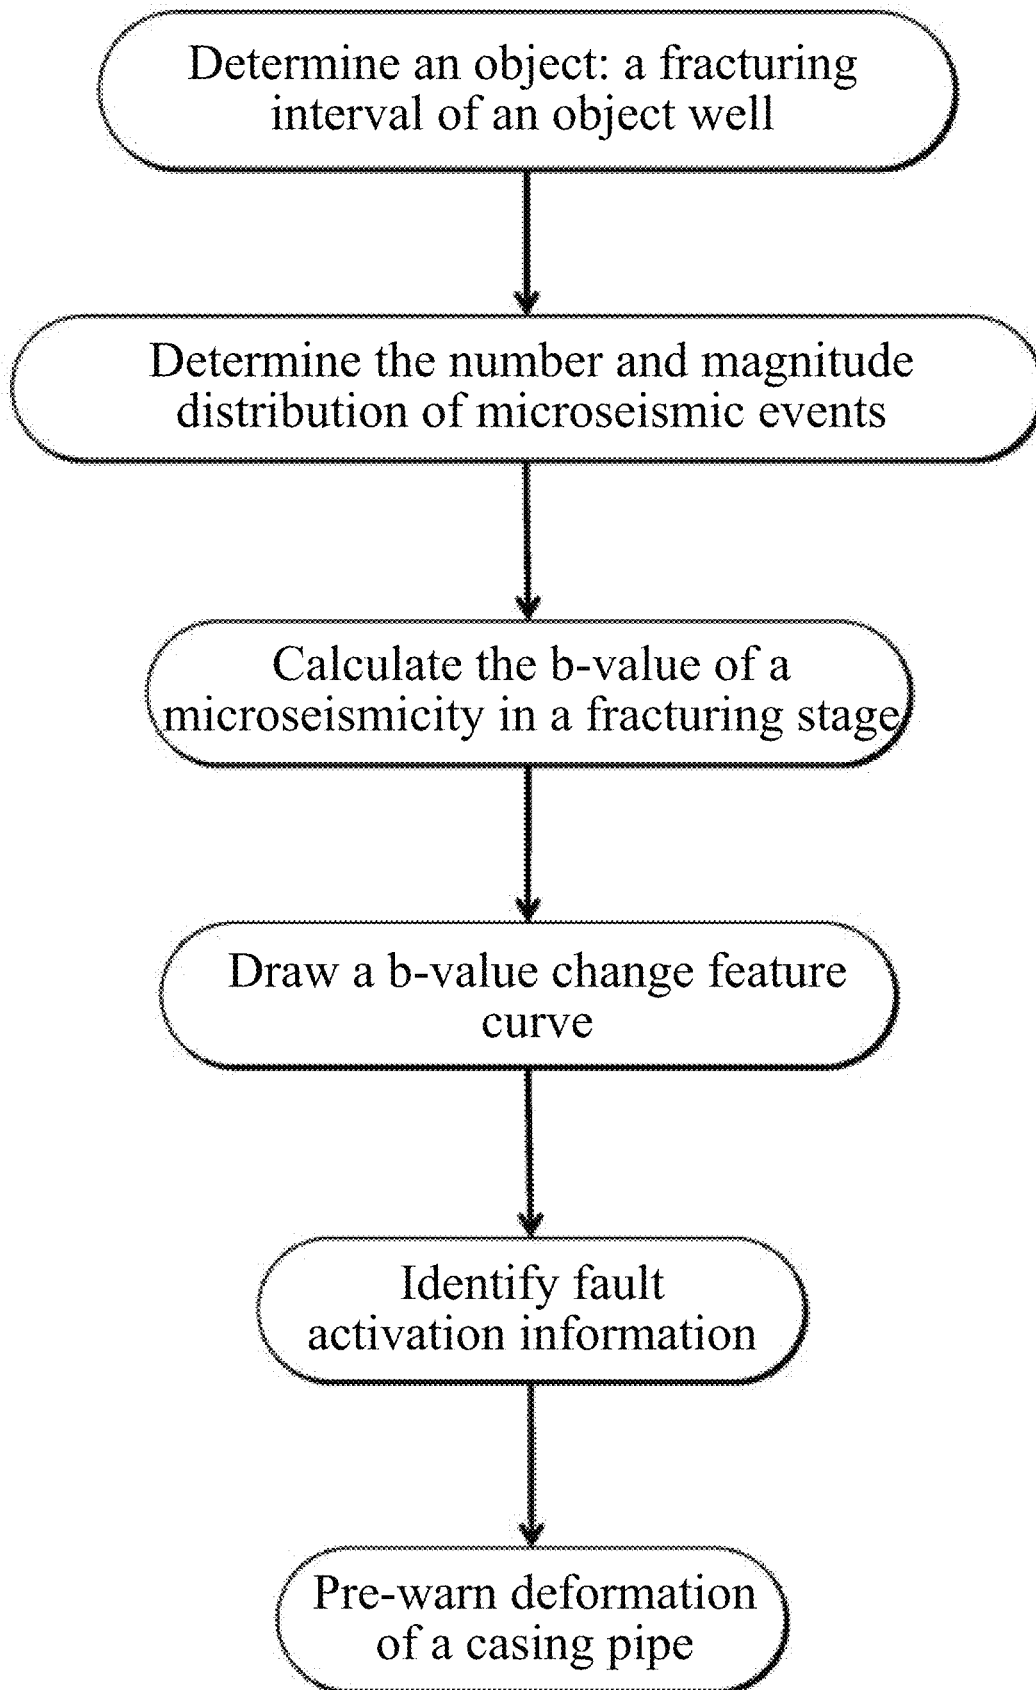 Determine an object: a fracturing
interval of an object well
Determine the number and magnitude
distribution of microseismic events
Calculate the b-value of a
microseismicity in a fracturing stage
Draw a b-value change feature
curve
Identify fault
activation information
Pre-warn deformation
of a casing pipe